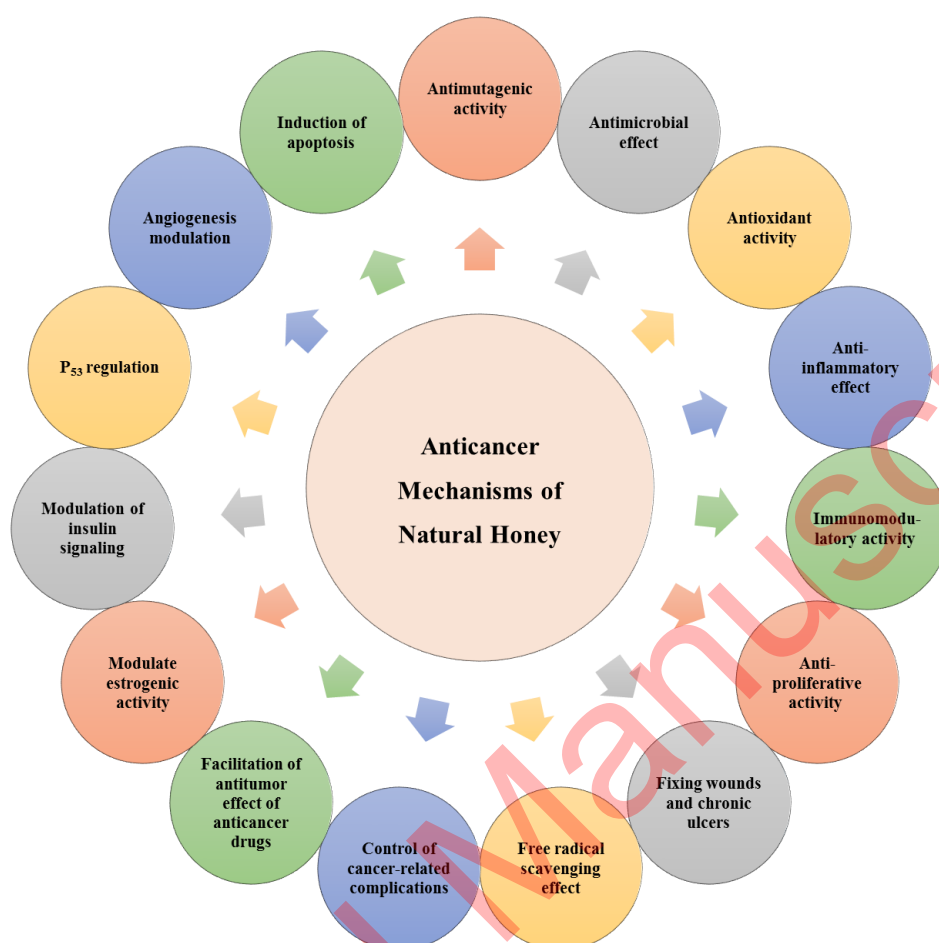 Antimutagenic
activity
Antimicrobial
effect
Antioxidant
activity
Anti-
inflammatory
effect
Immunomodu-
latory activity
Anti-
proliferative
activity
Fixing wounds
and chronic
ulcers
Free radical
scavenging
effect
Control of
cancer-related
complications
Facilitation of
antitumor
effect of
anticancer
drugs
Modulate
estrogenic
activity
Modulation of
insulin
signaling
P₅₃ regulation
Angiogenesis
modulation
Induction of
apoptosis
Anticancer
Mechanisms of
Natural Honey
Manusc